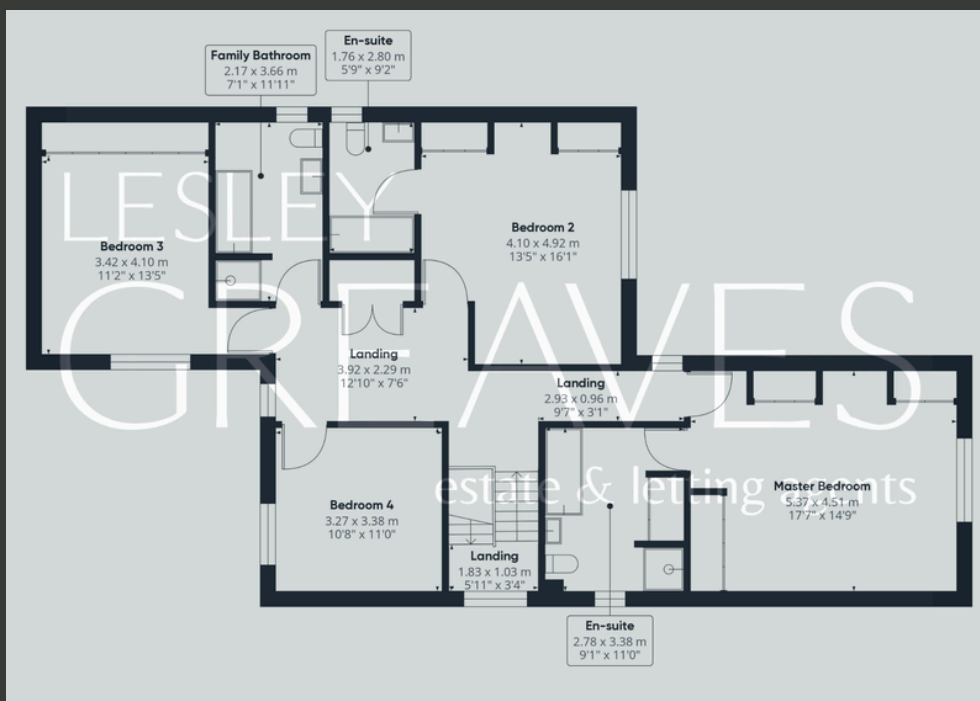 En-suite
1.76 x 2.80 m
5'9" x 9'2"
Family Bathroom
2.17 x 3.66 m
7'1" x 11'11"
LESLEY
GREAVES
estate & letting agents
Bedroom 3
3.42 x 4.10 m
11'2" x 13'5"
Bedroom 2
4.10 x 4.92 m
13'5" x 16'1"
Landing
3.92 x 2.29 m
12'10" x 7'6"
Landing
2.93 x 0.96 m
9'7" x 3'1"
Master Bedroom
5.37 x 4.51 m
17'7" x 14'9"
Bedroom 4
3.27 x 3.38 m
10'8" x 11'0"
Landing
1.83 x 1.03 m
5'11" x 3'4"
En-suite
2.78 x 3.38 m
9'1" x 11'0"